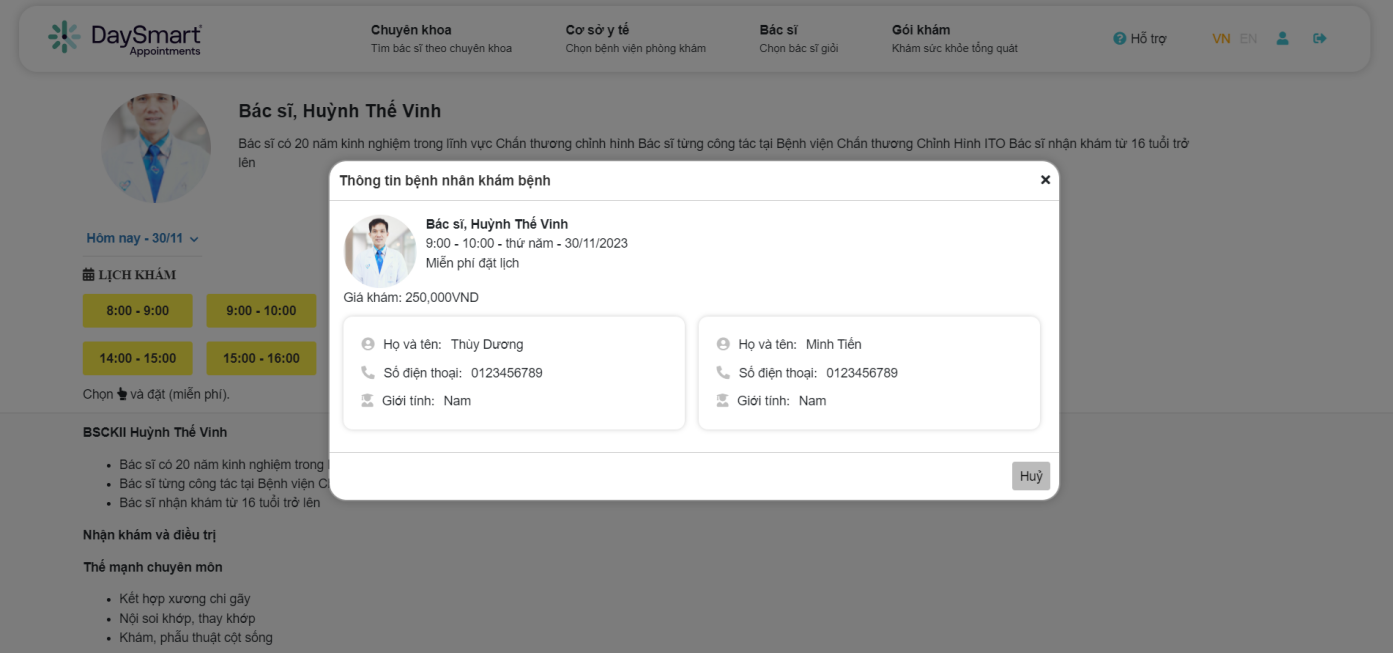 DaySmart
Appointments
Chuyên khoa
Tìm bác sĩ theo chuyên khoa
Cơ sở y tế
Chọn bệnh viện phòng khám
Bác sĩ
Chọn bác sĩ giỏi
Gói khám
Khám sức khỏe tổng quát
Hỗ trợ
VN EN
Bác sĩ, Huỳnh Thế Vinh
Bác sĩ có 20 năm kinh nghiệm trong lĩnh vực Chấn thương chỉnh hình Bác sĩ từng công tác tại Bệnh viện Chấn thương Chỉnh Hình ITO Bác sĩ nhận khám từ 16 tuổi trở
lên
Hôm nay - 30/11
LỊCH KHÁM
8:00 - 9:00 9:00 - 10:00
14:00 - 15:00 15:00 - 16:00
Chọn và đặt (miễn phí).
Thông tin bệnh nhân khám bệnh
Bác sĩ, Huỳnh Thế Vinh
9:00 - 10:00 - thứ năm - 30/11/2023
Miễn phí đặt lịch
Giá khám: 250,000VND
Họ và tên: Thùy Dương
Số điện thoại: 0123456789
Giới tính: Nam
Họ và tên: Minh Tiến
Số điện thoại: 0123456789
Giới tính: Nam
Huỷ
BSCKII Huỳnh Thế Vinh
Bác sĩ có 20 năm kinh nghiệm trong
Bác sĩ từng công tác tại Bệnh viện
Bác sĩ nhận khám từ 16 tuổi trở lên
Nhận khám và điều trị
Thế mạnh chuyên môn
Kết hợp xương chi gãy
Nội soi khớp, thay khớp
Khám, phẫu thuật cột sống